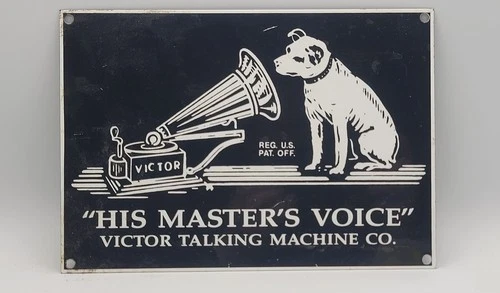 REG. U.S.
PAT. OFF.
VICTOR
"HIS MASTER'S VOICE"
VICTOR TALKING MACHINE CO.